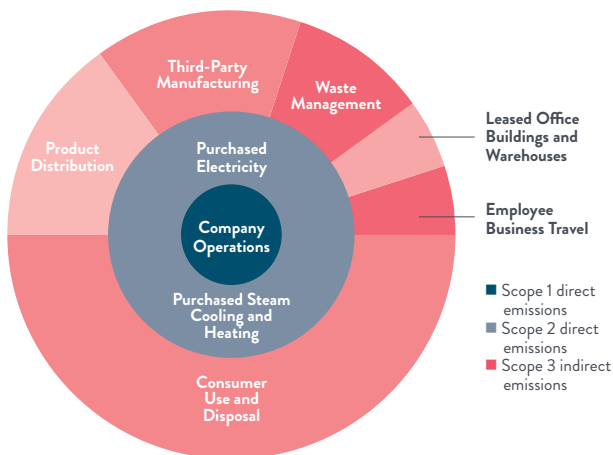 Third-Party
Manufacturing
Waste
Management
Leased Office
Buildings and
Warehouses
Product
Distribution
Purchased
Electricity
Employee
Business Travel
Company
Operations
Purchased Steam
Cooling and
Heating
Consumer
Use and
Disposal
Scope 1 direct
emissions
Scope 2 direct
emissions
Scope 3 indirect
emissions